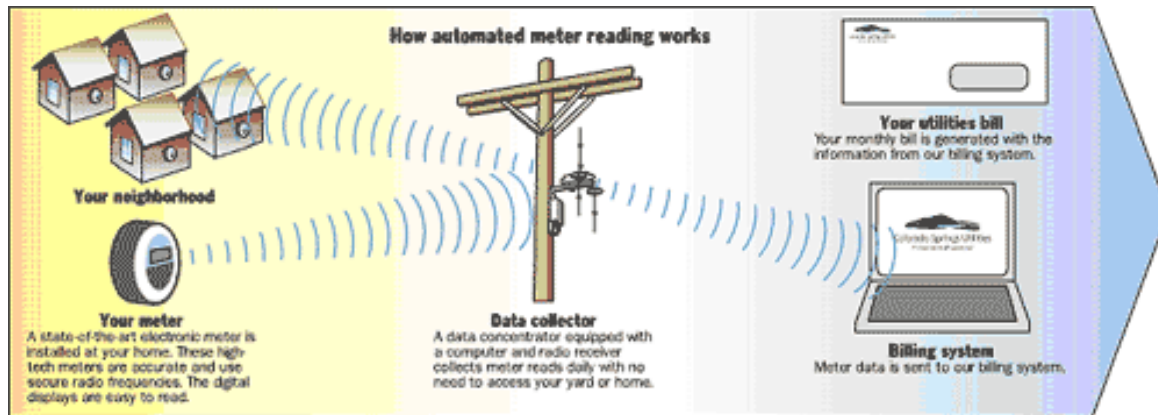 How automated meter reading works
Your neighborhood
Your meter
A state-of-the-art electronic meter is
installed at your home. These high-
tech meters are accurate and use
secure radio frequencies. The digital
displays are easy to read.
Data collector
A data concentrator equipped with
a computer and radio receiver
collects meter reads daily with no
need to access your yard or home.
Your utilities bill
Your monthly bill is generated with the
information from our billing system.
Colorado Springs Utilities
Billing system
Meter data is sent to our billing system.